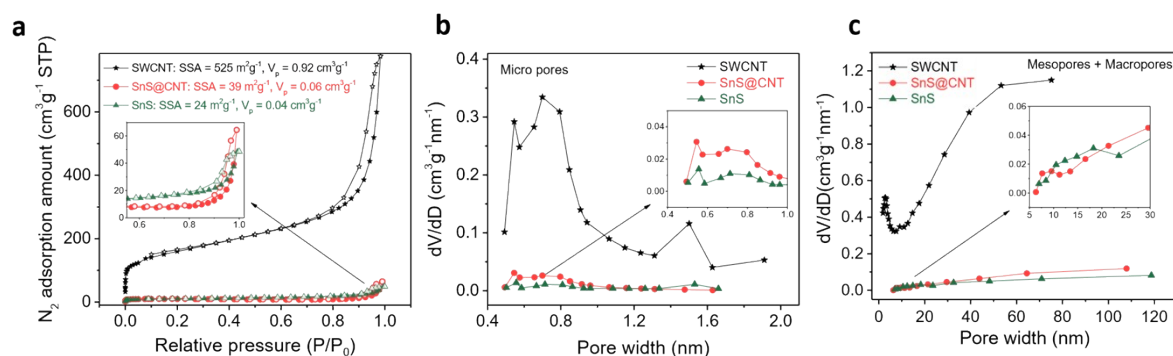 a
N₂ adsorption amount (cm³g⁻¹ STP)
600
400
200
0
SWCNT: SSA = 525 m²g⁻¹, Vₚ = 0.92 cm³g⁻¹
SnS@CNT: SSA = 39 m²g⁻¹, Vₚ = 0.06 cm³g⁻¹
SnS: SSA = 24 m²g⁻¹, Vₚ = 0.04 cm³g⁻¹
60
40
20
0
0.6 0.8 1.0
0.0 0.2 0.4 0.6 0.8 1.0
Relative pressure (P/P₀)
b
dV/dD (cm³g⁻¹nm⁻¹)
0.4
0.3
0.2
0.1
0.0
Micro pores
SWCNT
SnS@CNT
SnS
0.04
0.02
0.00
0.4 0.6 0.8 1.0
0.4 0.8 1.2 1.6 2.0
Pore width (nm)
c
dV/dD(cm³g⁻¹nm⁻¹)
1.2
1.0
0.8
0.6
0.4
0.2
0.0
SWCNT
SnS@CNT
SnS
Mesopores + Macropores
0.06
0.04
0.02
0.00
5 10 15 20 25 30
0 20 40 60 80 100 120
Pore width (nm)